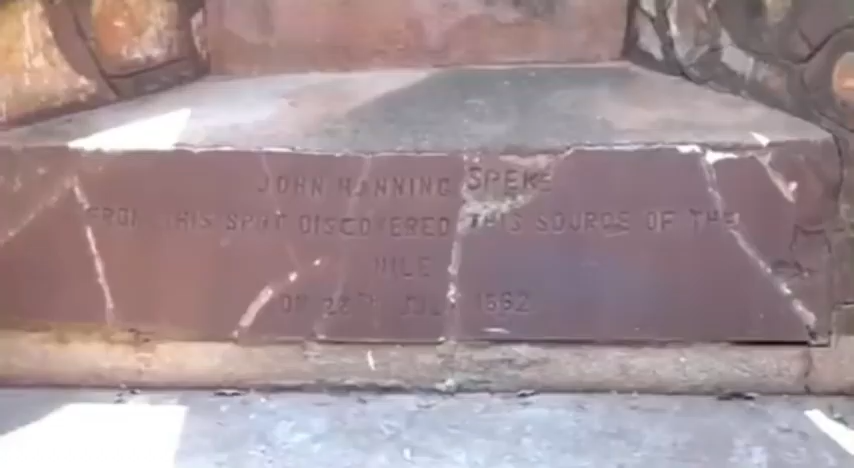 JOHN HANNING SPEKE
FROM THIS SPOT DISCOVERED THIS SOURCE OF THE
NILE
ON 28TH JULY 1862